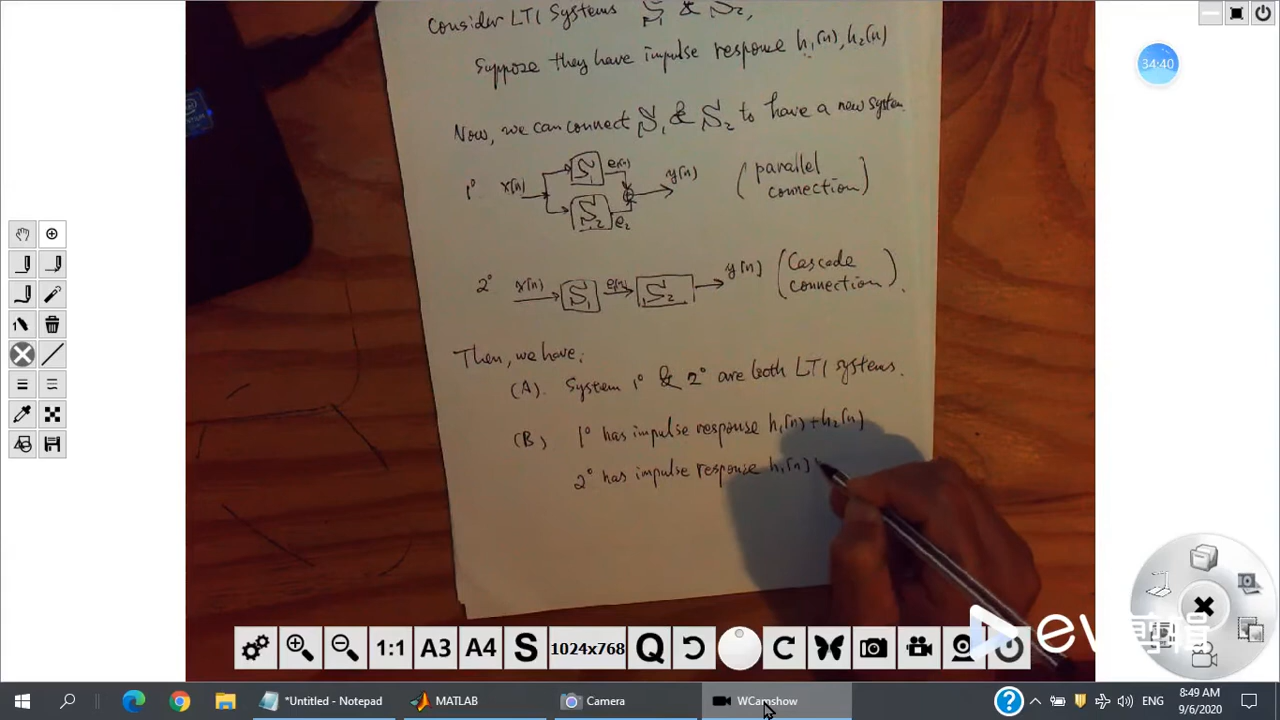 Consider LTI Systems S1 & S2,
Suppose they have impulse response h1[n], h2[n]
34:40
Now, we can connect S1 & S2 to have a new system
1° x[n] S1 e[n] S2 e2 y[n] (parallel connection)
2° x[n] S1 e[n] S2 y[n] (Cascade connection).
Then, we have:
(A). System 1° & 2° are both LTI systems.
(B) 1° has impulse response h1[n]+h2[n]
2° has impulse response h1[n]
1:1 A3 A4 S 1024x768 Q
*Untitled - Notepad MATLAB Camera WCamshow ENG 8:49 AM
9/6/2020